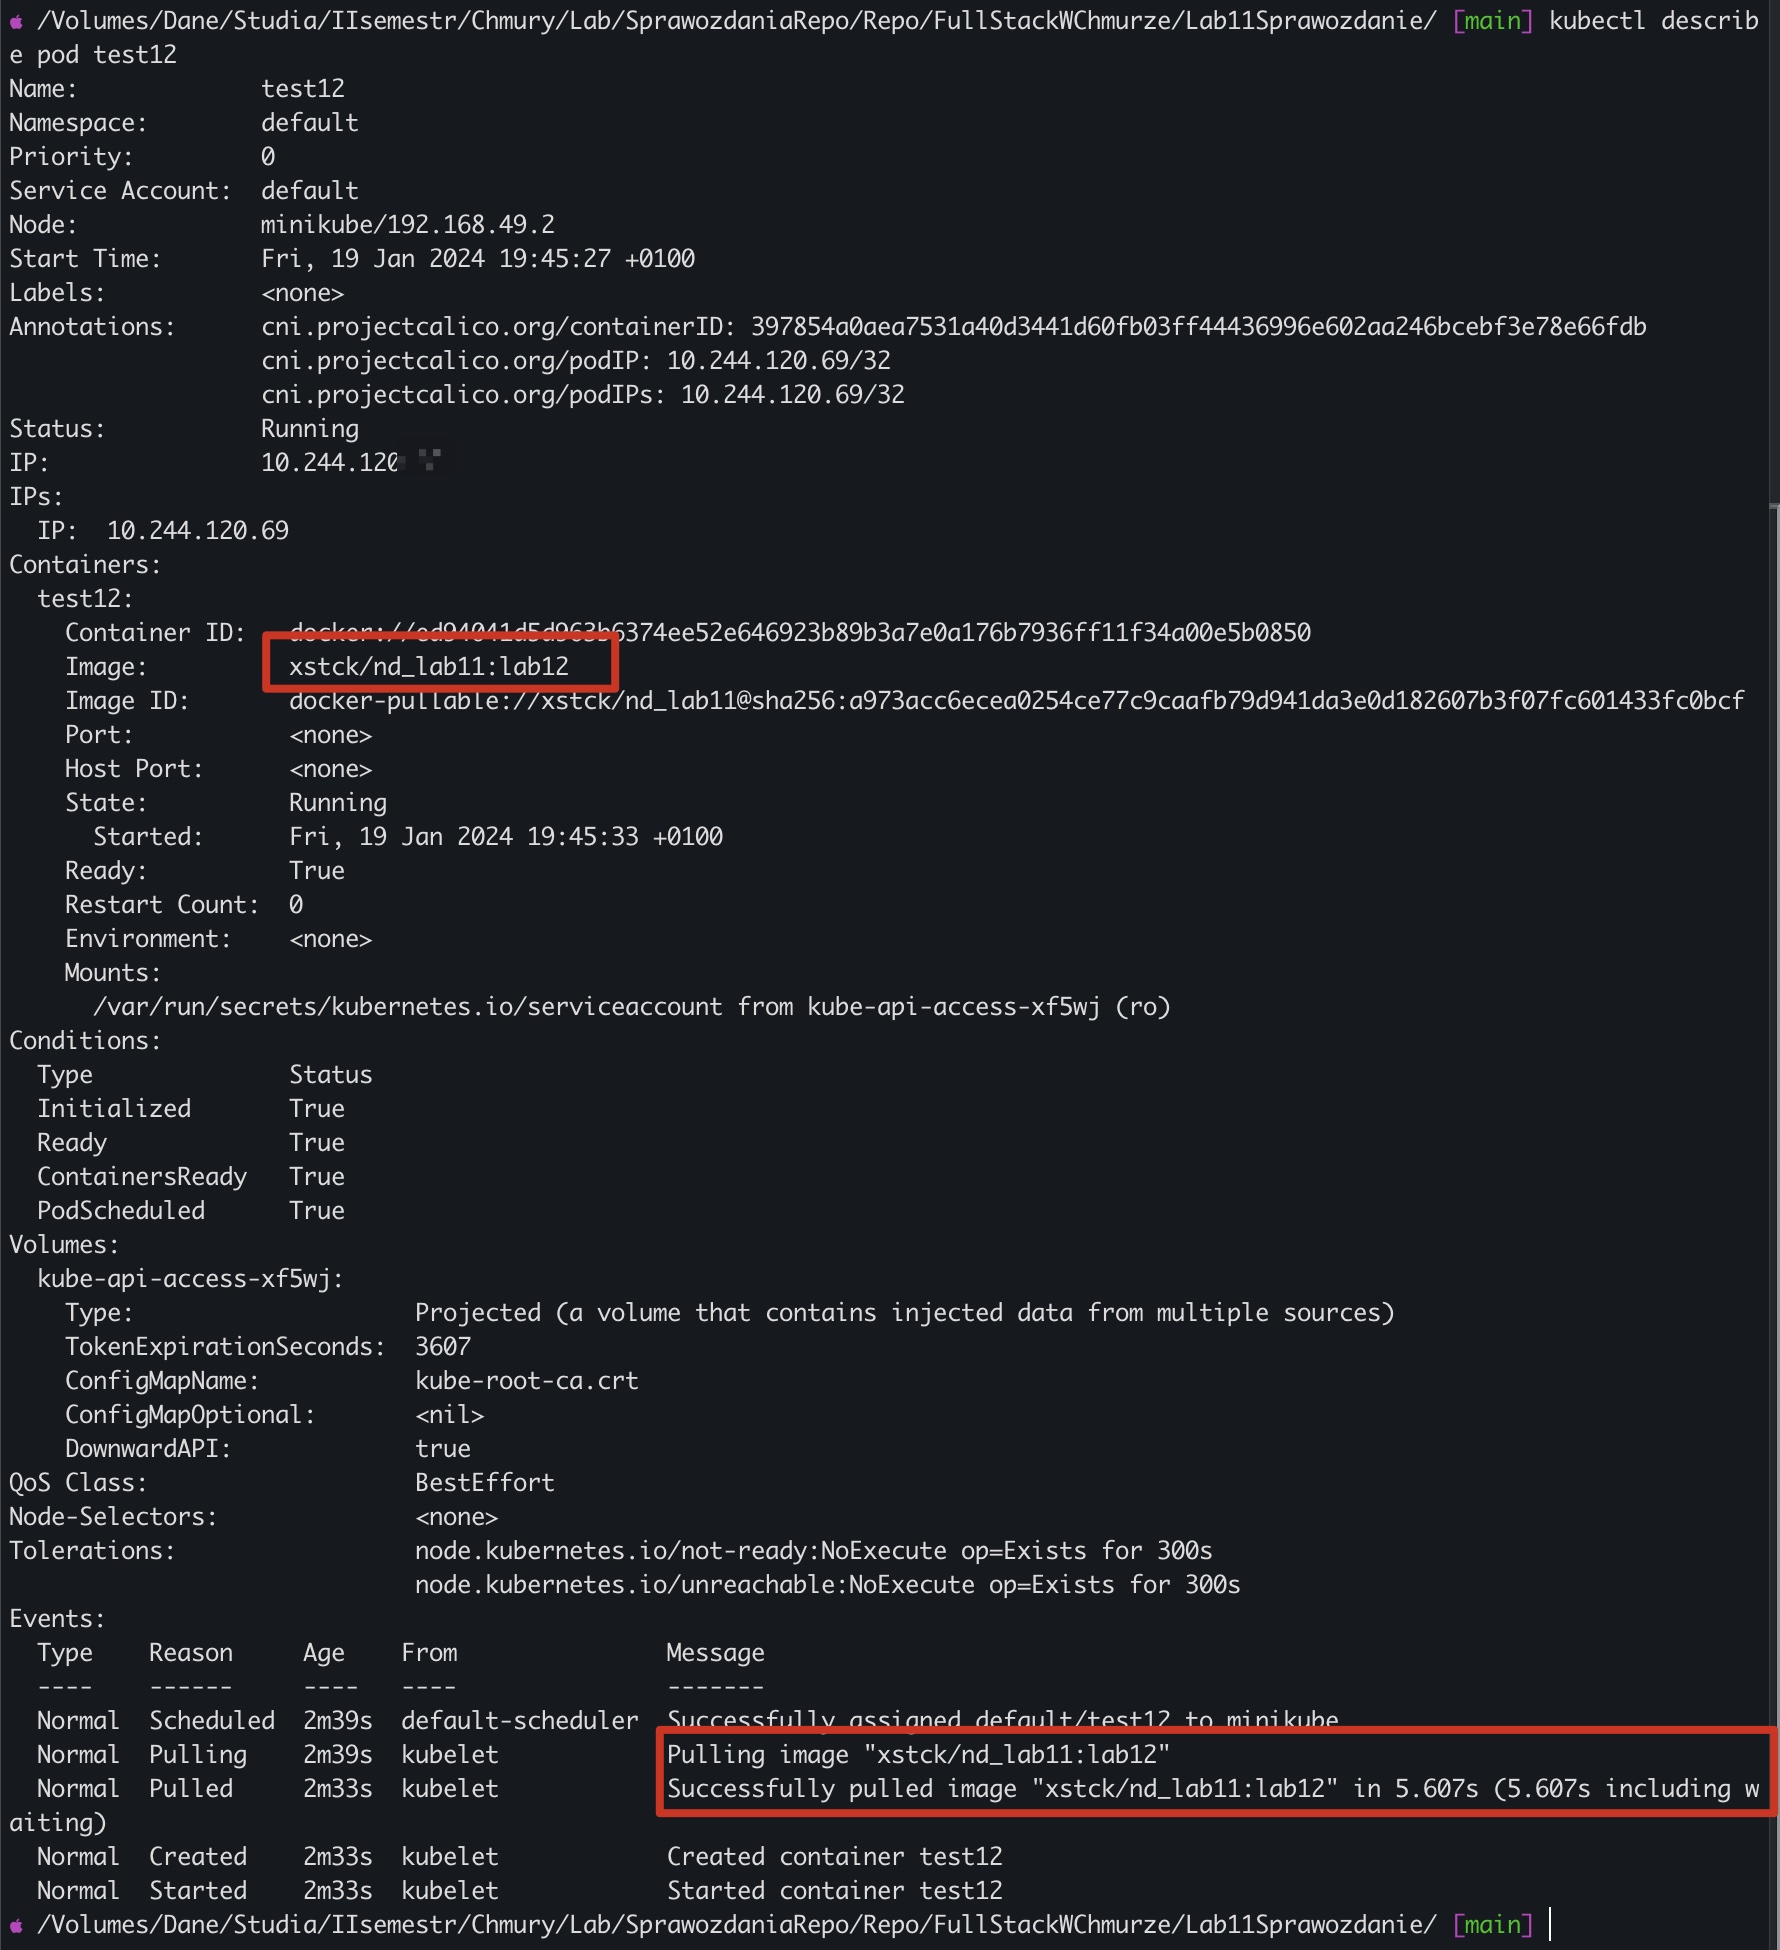 /Volumes/Dane/Studia/IIsemestr/Chmury/Lab/SprawozdaniaRepo/Repo/FullStackWChmurze/Lab11Sprawozdanie/ [main] kubectl describ
e pod test12
Name:             test12
Namespace:        default
Priority:         0
Service Account:  default
Node:             minikube/192.168.49.2
Start Time:       Fri, 19 Jan 2024 19:45:27 +0100
Labels:           <none>
Annotations:      cni.projectcalico.org/containerID: 397854a0aea7531a40d3441d60fb03ff44436996e602aa246bcebf3e78e66fdb
                  cni.projectcalico.org/podIP: 10.244.120.69/32
                  cni.projectcalico.org/podIPs: 10.244.120.69/32
Status:           Running
IP:               10.244.120
IPs:
  IP:  10.244.120.69
Containers:
  test12:
    Container ID:   docker://ed94041d5d963b6374ee52e646923b89b3a7e0a176b7936ff11f34a00e5b0850
    Image:          xstck/nd_lab11:lab12
    Image ID:       docker-pullable://xstck/nd_lab11@sha256:a973acc6ecea0254ce77c9caafb79d941da3e0d182607b3f07fc601433fc0bcf
    Port:           <none>
    Host Port:      <none>
    State:          Running
      Started:      Fri, 19 Jan 2024 19:45:33 +0100
    Ready:          True
    Restart Count:  0
    Environment:    <none>
    Mounts:
      /var/run/secrets/kubernetes.io/serviceaccount from kube-api-access-xf5wj (ro)
Conditions:
  Type              Status
  Initialized       True
  Ready             True
  ContainersReady   True
  PodScheduled      True
Volumes:
  kube-api-access-xf5wj:
    Type:                    Projected (a volume that contains injected data from multiple sources)
    TokenExpirationSeconds:  3607
    ConfigMapName:           kube-root-ca.crt
    ConfigMapOptional:       <nil>
    DownwardAPI:             true
QoS Class:                   BestEffort
Node-Selectors:              <none>
Tolerations:                 node.kubernetes.io/not-ready:NoExecute op=Exists for 300s
                             node.kubernetes.io/unreachable:NoExecute op=Exists for 300s
Events:
  Type    Reason     Age   From               Message
  ----    ------     ----  ----               -------
  Normal  Scheduled  2m39s  default-scheduler  Successfully assigned default/test12 to minikube
  Normal  Pulling    2m39s  kubelet            Pulling image "xstck/nd_lab11:lab12"
  Normal  Pulled     2m33s  kubelet            Successfully pulled image "xstck/nd_lab11:lab12" in 5.607s (5.607s including w
aiting)
  Normal  Created    2m33s  kubelet            Created container test12
  Normal  Started    2m33s  kubelet            Started container test12
/Volumes/Dane/Studia/IIsemestr/Chmury/Lab/SprawozdaniaRepo/Repo/FullStackWChmurze/Lab11Sprawozdanie/ [main]